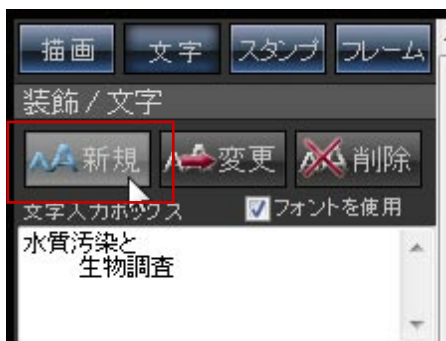 描画 文字 スタンプ フレーム
装飾/文字
新規 変更 削除
文字入力ボックス フォントを使用
水質汚染と
生物調査